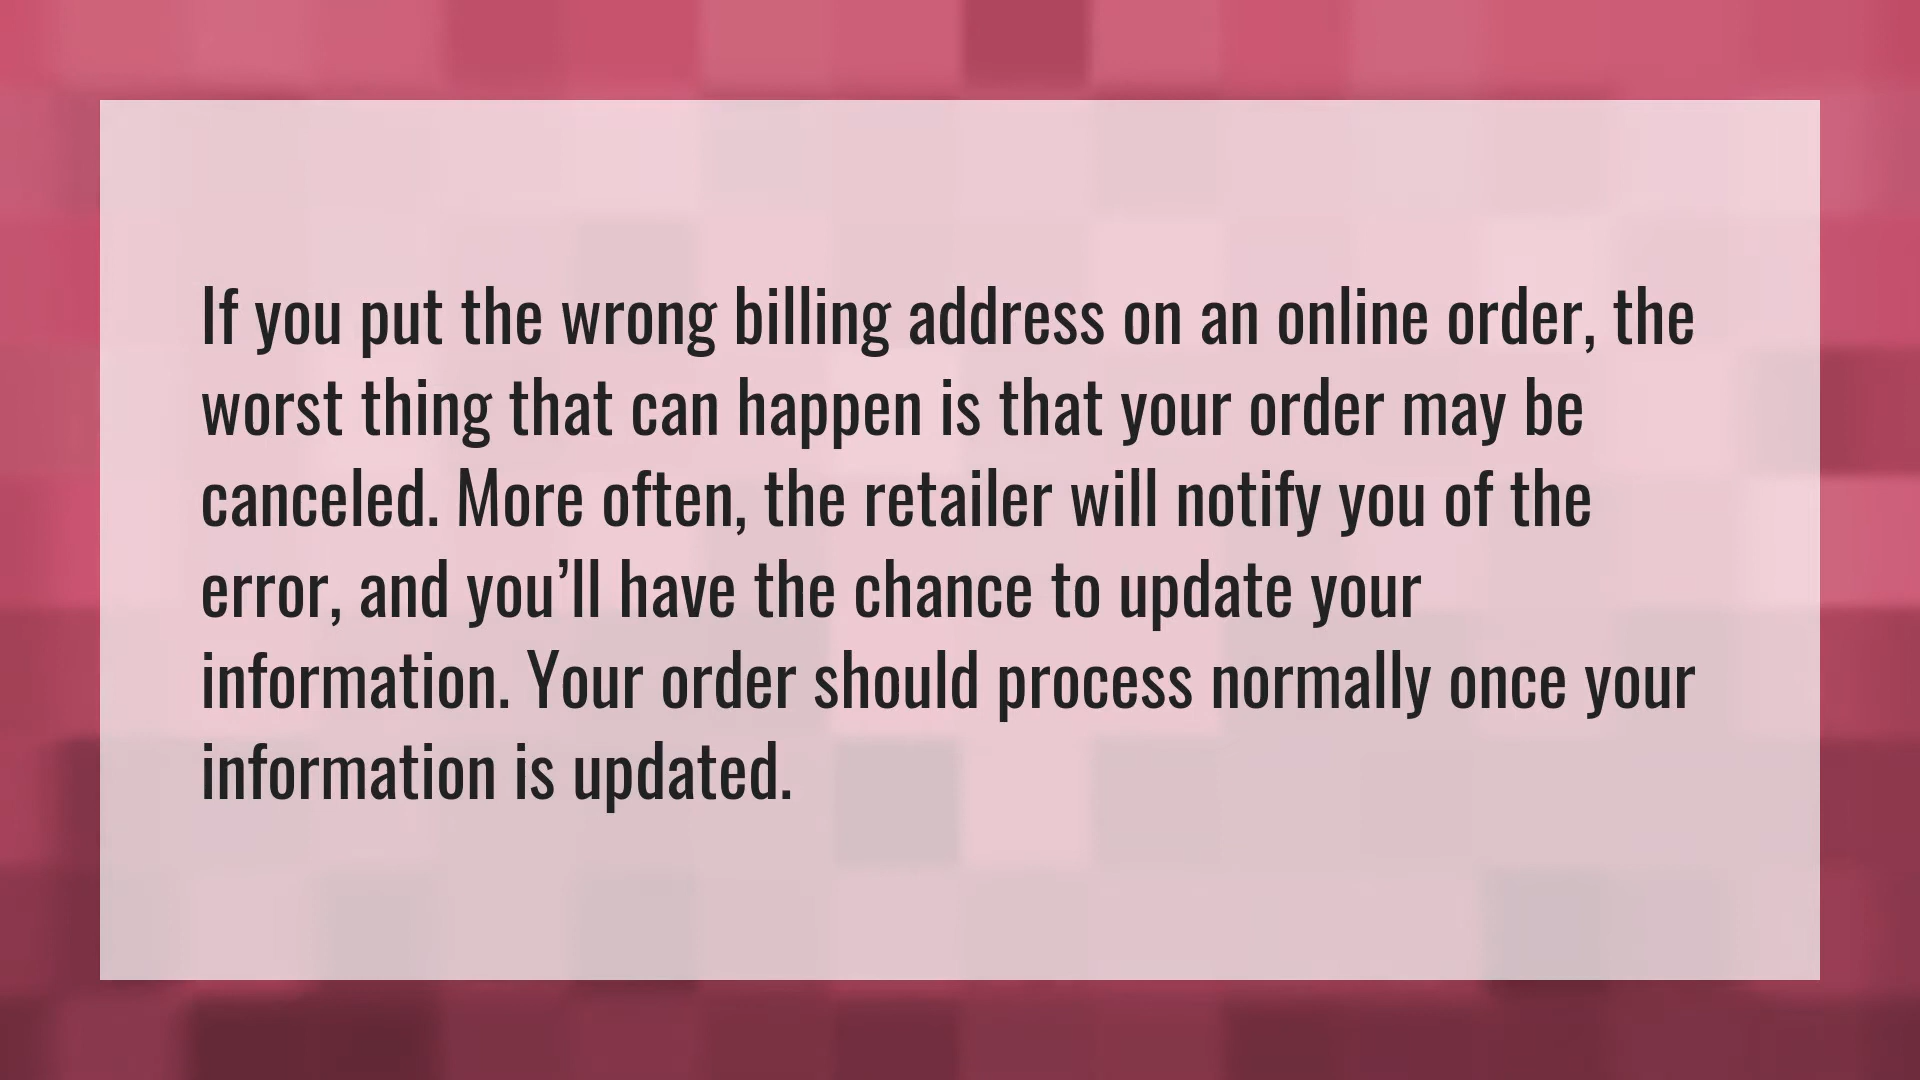 If you put the wrong billing address on an online order, the
worst thing that can happen is that your order may be
canceled. More often, the retailer will notify you of the
error, and you’ll have the chance to update your
information. Your order should process normally once your
information is updated.